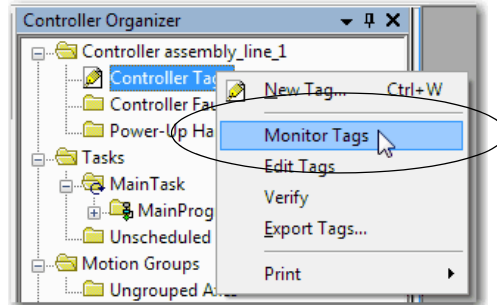 Controller Organizer
Controller assembly_line_1
Controller Tag
New Tag... Ctrl+W
Controller Fau
Power-Up Ha
Monitor Tags
Tasks
Edit Tags
MainTask
Verify
MainProg
Export Tags...
Unscheduled
Motion Groups
Print
Ungrouped Ax